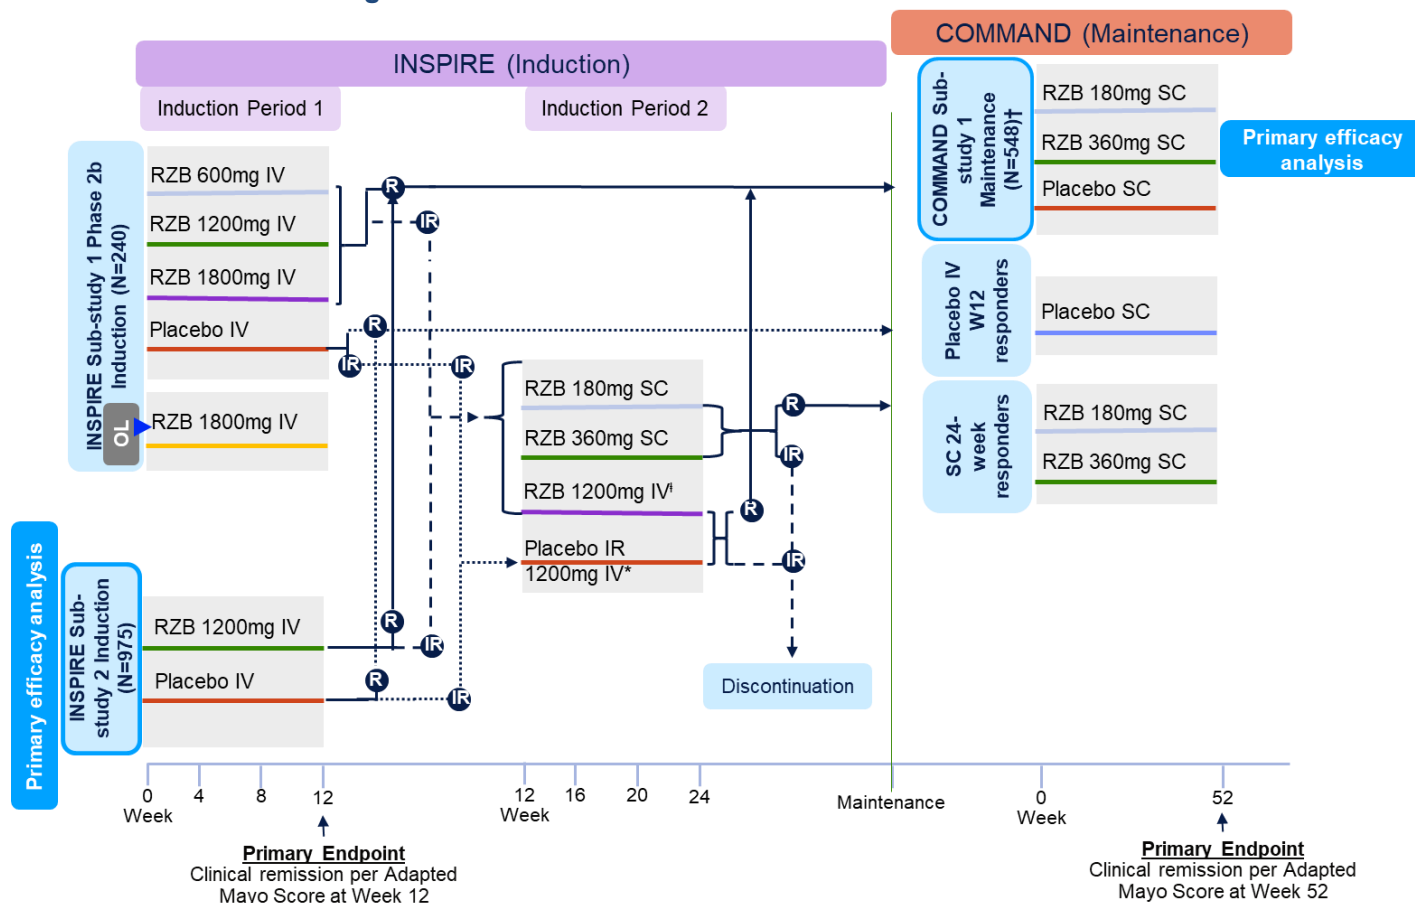 COMMAND (Maintenance)
INSPIRE (Induction)
Induction Period 1
Induction Period 2
INSPIRE Sub-study 1 Phase 2b
Induction (N=240)
OL
RZB 600mg IV
RZB 1200mg IV
RZB 1800mg IV
Placebo IV
RZB 1800mg IV
R
IR
R
IR
IR
RZB 180mg SC
RZB 360mg SC
RZB 1200mg IVƗ
Placebo IR
1200mg IV*
R
IR
R
IR
Discontinuation
COMMAND Sub-
study 1
Maintenance
(N=548)†
RZB 180mg SC
RZB 360mg SC
Placebo SC
Primary efficacy
analysis
Placebo IV
W12
responders
Placebo SC
SC 24-
week
responders
RZB 180mg SC
RZB 360mg SC
Primary efficacy analysis
INSPIRE Sub-
study 2 Induction
(N=975)
RZB 1200mg IV
Placebo IV
R
IR
R
IR
0 4 8 12
Week
12 16 20 24
Week
Maintenance
0 52
Week
Primary Endpoint
Clinical remission per Adapted
Mayo Score at Week 12
Primary Endpoint
Clinical remission per Adapted
Mayo Score at Week 52